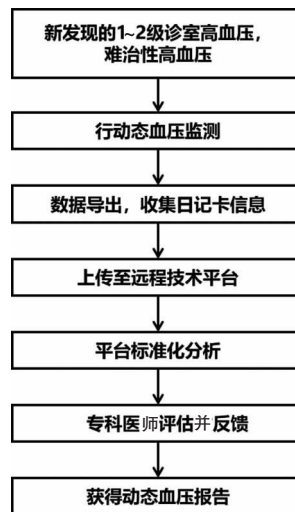 新发现的1~2级诊室高血压，
难治性高血压
行动态血压监测
数据导出，收集日记卡信息
上传至远程技术平台
平台标准化分析
专科医师评估并反馈
获得动态血压报告